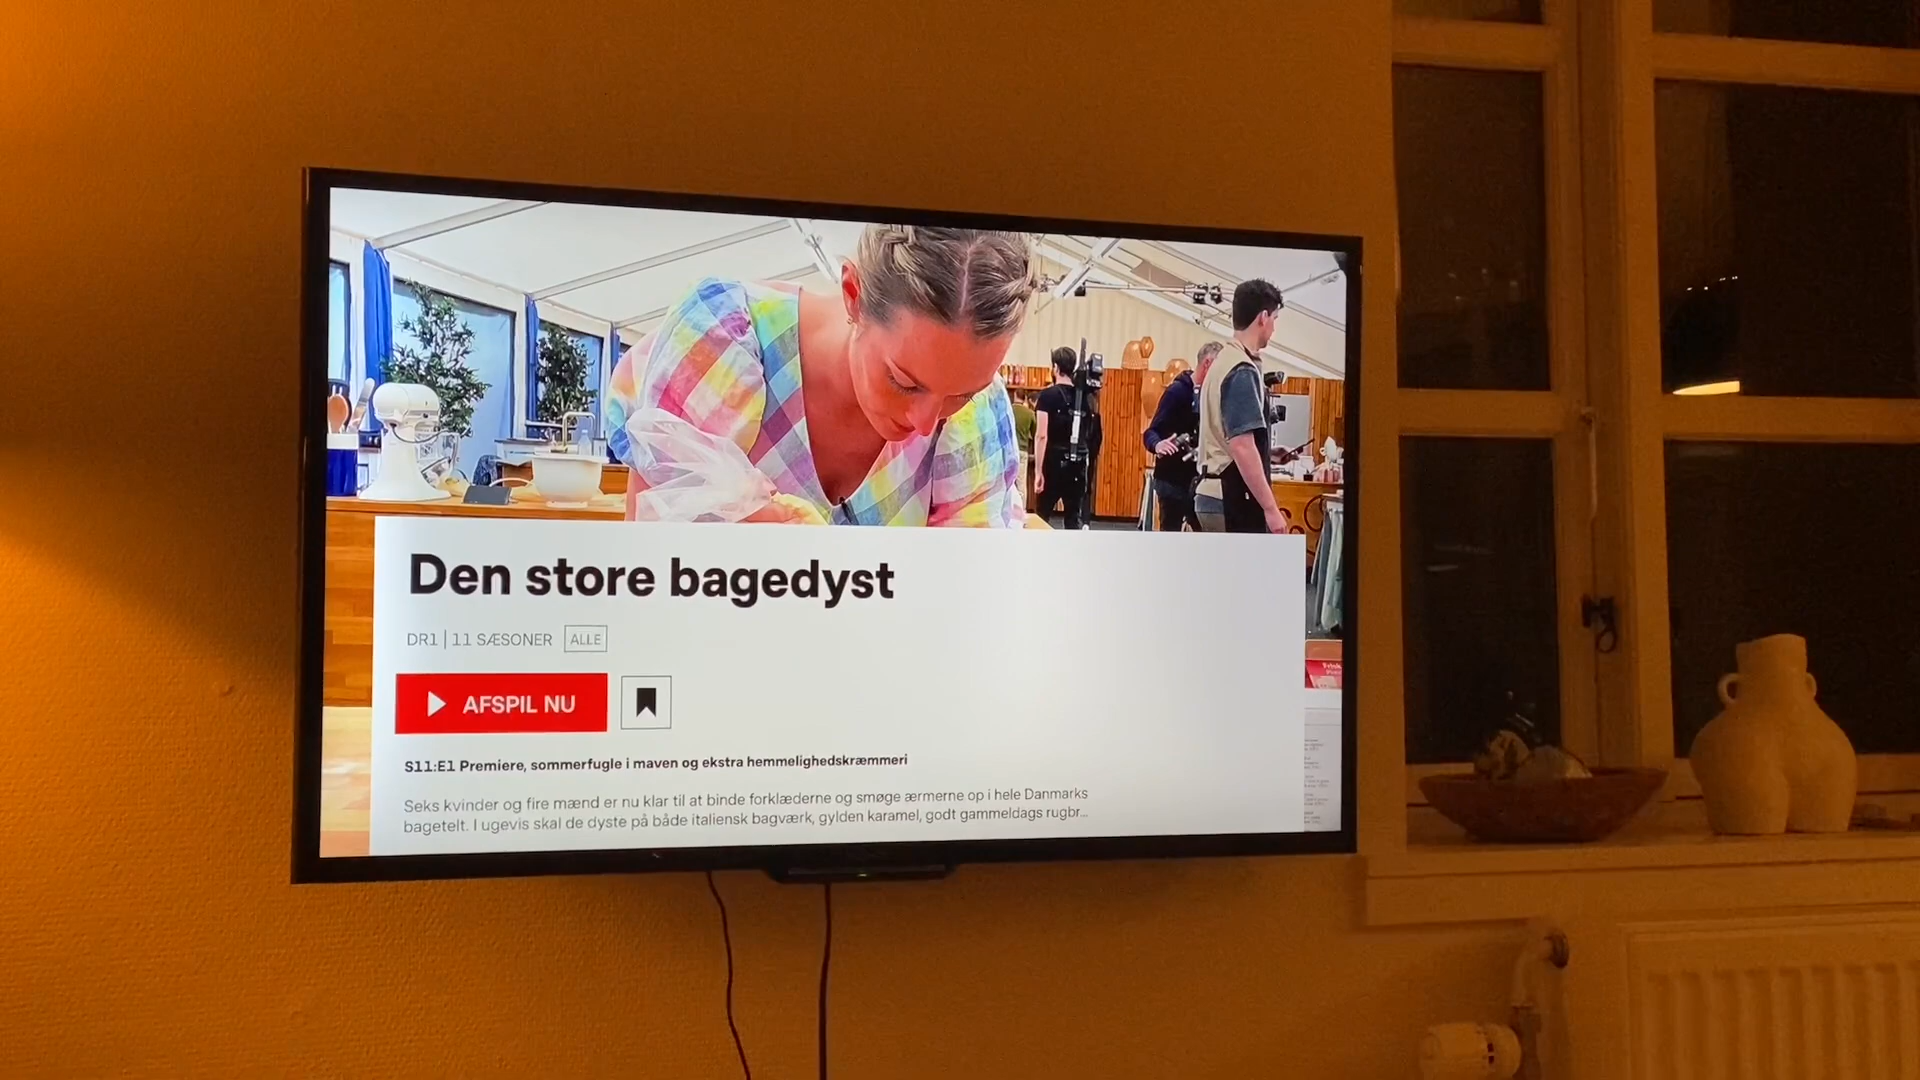 Den store bagedyst
DR1 | 11 SÆSONER ALLE
AFSPIL NU
S11:E1 Premiere, sommerfugle i maven og ekstra hemmelighedskræmmeri
Seks kvinder og fire mænd er nu klar til at binde forklæderne og smøge ærmerne op i hele Danmarks
bagetelt. I ugevis skal de dyste på både italiensk bagværk, gylden karamel, godt gammeldags rugbr...